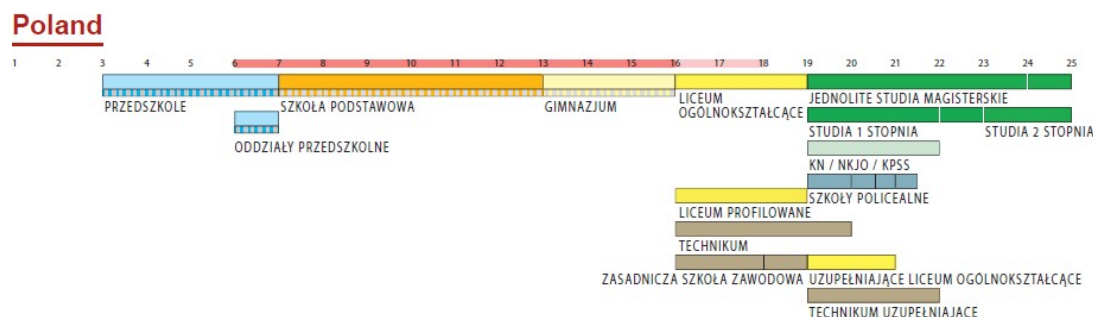 Poland
1 2 3 4 5 6 7 8 9 10 11 12 13 14 15 16 17 18 19 20 21 22 23 24 25
PRZEDSZKOLE SZKOŁA PODSTAWOWA GIMNAZJUM LICEUM OGÓLNOKSZTAŁCĄCE JEDNOLITE STUDIA MAGISTERSKIE
ODDZIAŁY PRZEDSZKOLNE STUDIA 1 STOPNIA STUDIA 2 STOPNIA
KN / NKJO / KPSS
SZKOŁY POLICEALNE
LICEUM PROFILOWANE
TECHNIKUM
ZASADNICZA SZKOŁA ZAWODOWA UZUPEŁNIAJĄCE LICEUM OGÓLNOKSZTAŁCĄCE
TECHNIKUM UZUPEŁNIAJACE